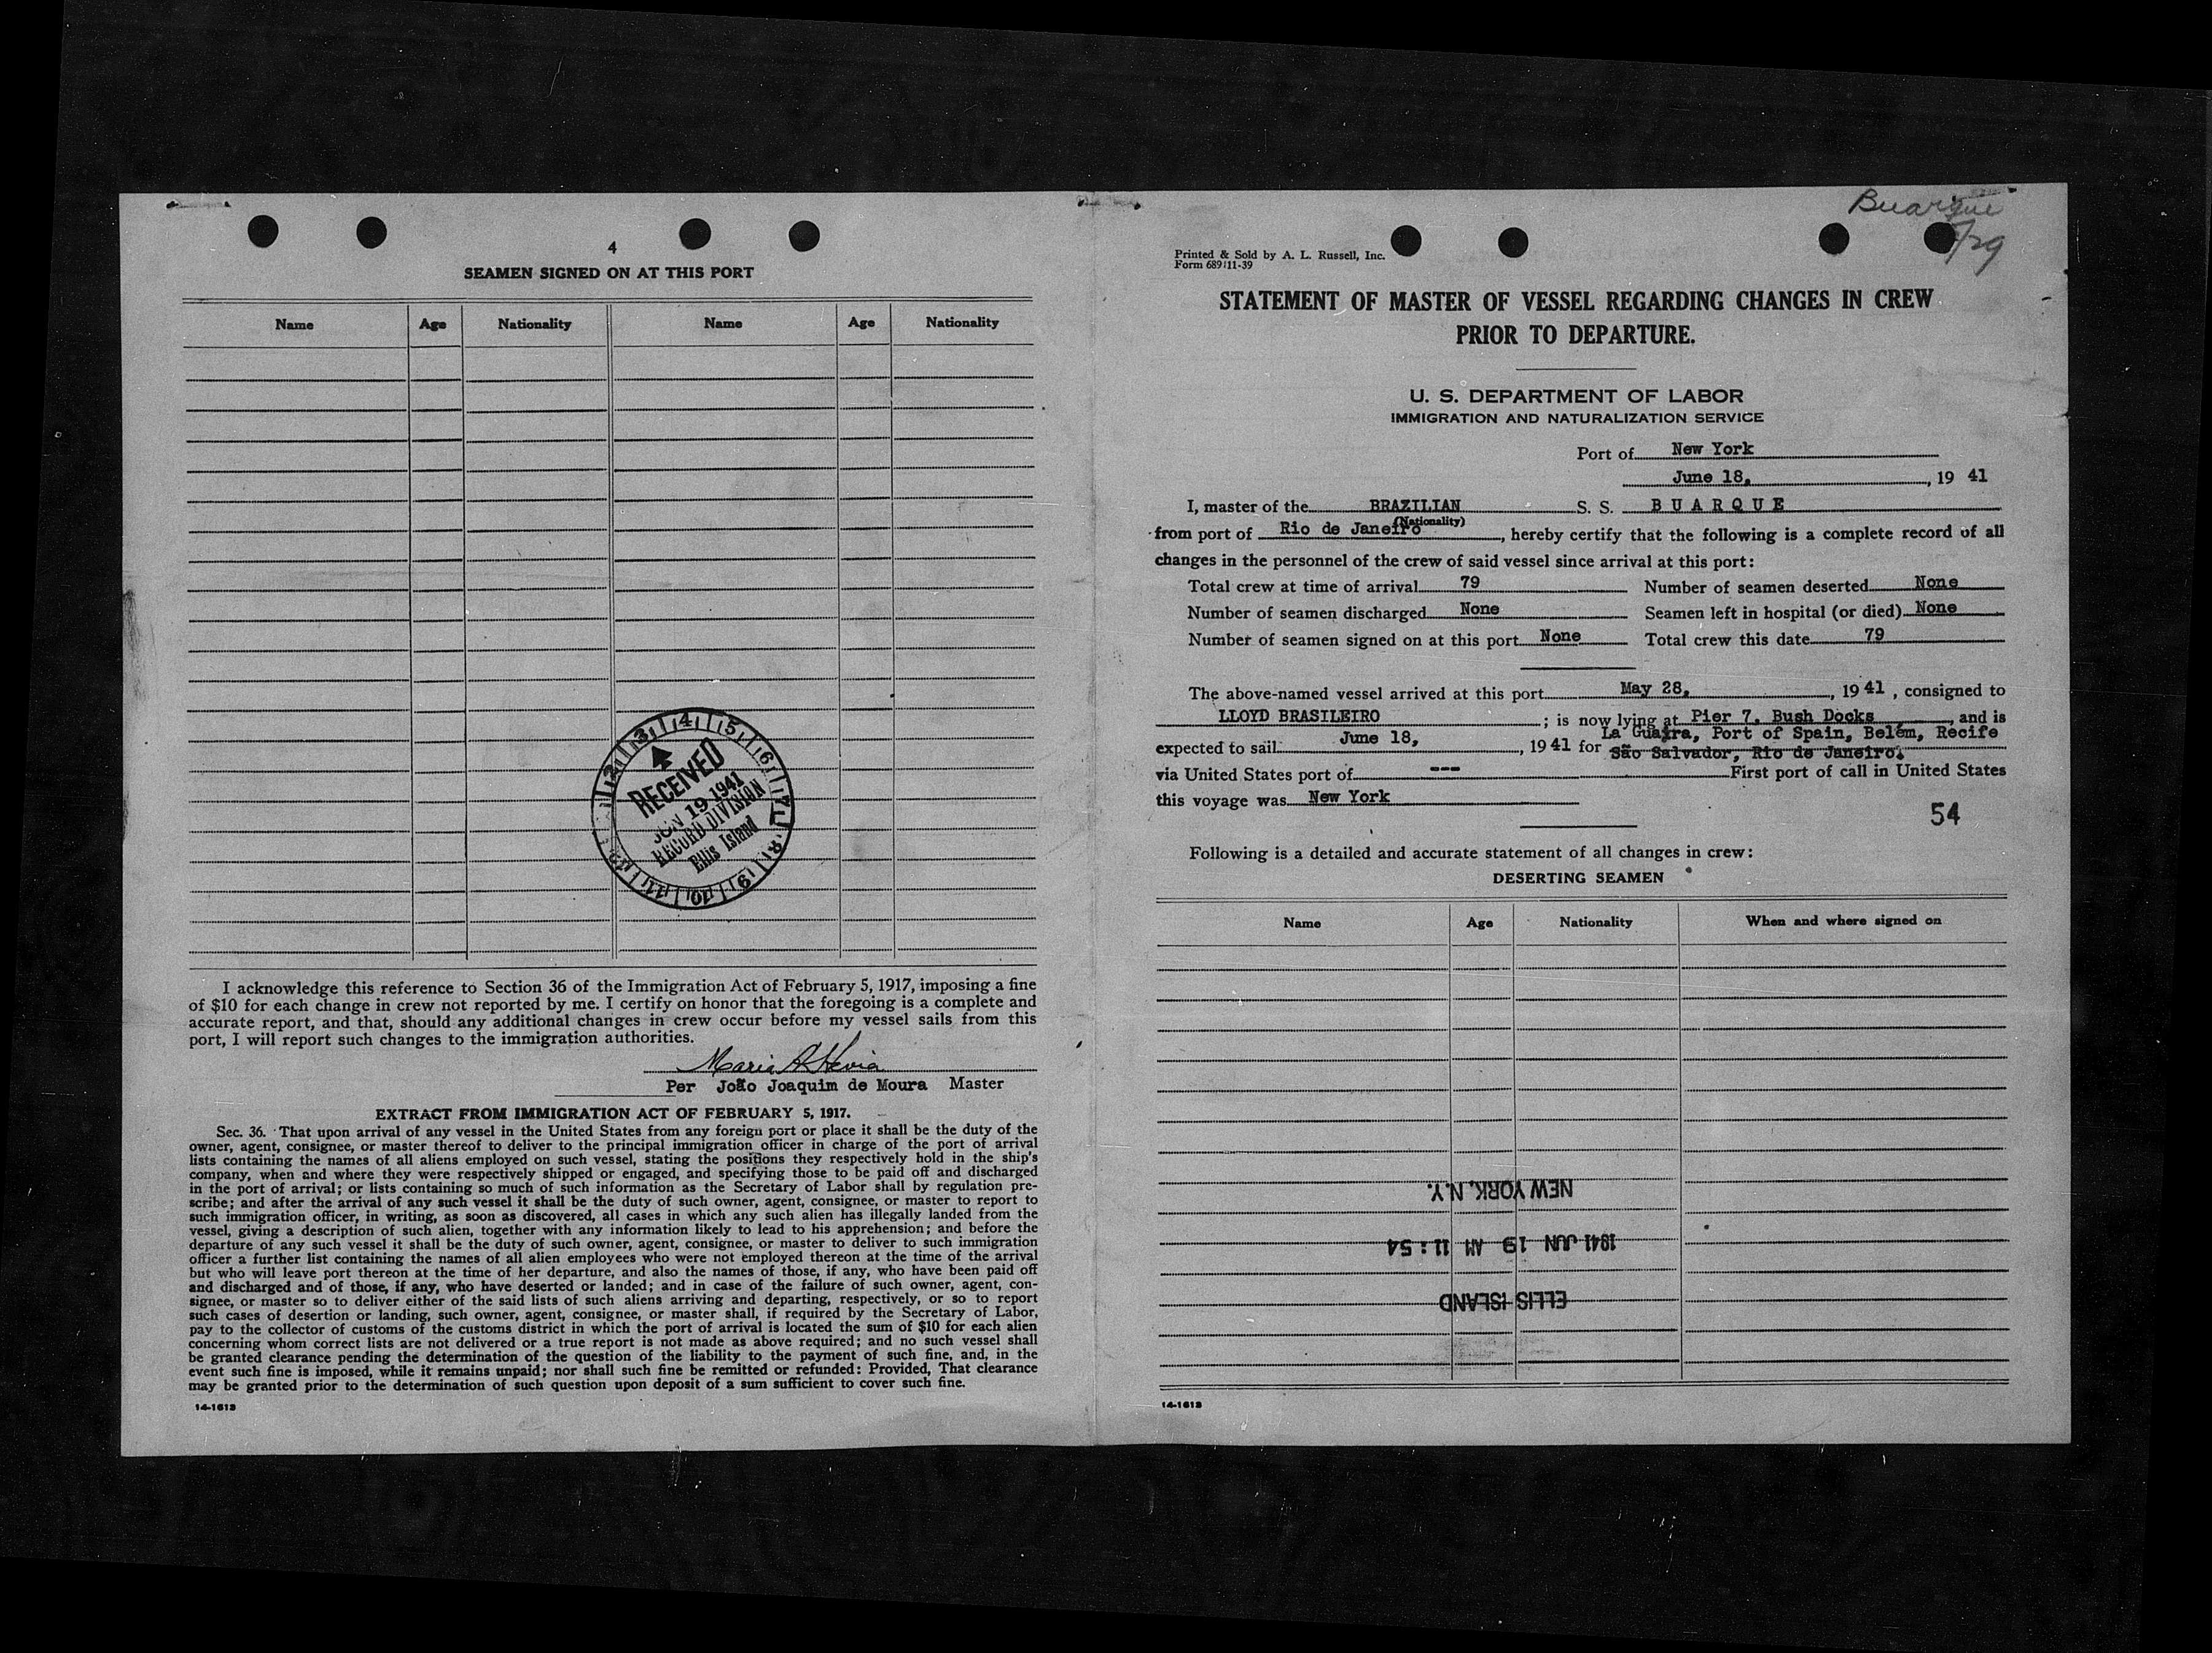 4
SEAMEN SIGNED ON AT THIS PORT
Name Age Nationality Name Age Nationality
RECEIVED
JUN 19 1941
RECORD DIVISION
Ellis Island
I acknowledge this reference to Section 36 of the Immigration Act of February 5, 1917, imposing a fine
of $10 for each change in crew not reported by me. I certify on honor that the foregoing is a complete and
accurate report, and that, should any additional changes in crew occur before my vessel sails from this
port, I will report such changes to the immigration authorities.
Per João Joaquim de Moura Master
EXTRACT FROM IMMIGRATION ACT OF FEBRUARY 5, 1917.
Sec. 36. That upon arrival of any vessel in the United States from any foreign port or place it shall be the duty of the
owner, agent, consignee, or master thereof to deliver to the principal immigration officer in charge of the port of arrival
lists containing the names of all aliens employed on such vessel, stating the positions they respectively hold in the ship's
company, when and where they were respectively shipped or engaged, and specifying those to be paid off and discharged
in the port of arrival; or lists containing so much of such information as the Secretary of Labor shall by regulation pre-
scribe; and after the arrival of any such vessel it shall be the duty of such owner, agent, consignee, or master to report to
such immigration officer, in writing, as soon as discovered, all cases in which any such alien has illegally landed from the
vessel, giving a description of such alien, together with any information likely to lead to his apprehension; and before the
departure of any such vessel it shall be the duty of such owner, agent, consignee, or master to deliver to such immigration
officer a further list containing the names of all alien employees who were not employed thereon at the time of the arrival
but who will leave port thereon at the time of her departure, and also the names of those, if any, who have been paid off
and discharged and of those, if any, who have deserted or landed; and in case of the failure of such owner, agent, con-
signee, or master so to deliver either of the said lists of such aliens arriving and departing, respectively, or so to report
such cases of desertion or landing, such owner, agent, consignee, or master shall, if required by the Secretary of Labor,
pay to the collector of customs of the customs district in which the port of arrival is located the sum of $10 for each alien
concerning whom correct lists are not delivered or a true report is not made as above required; and no such vessel shall
be granted clearance pending the determination of the question of the liability to the payment of such fine, and, in the
event such fine is imposed, while it remains unpaid; nor shall such fine be remitted or refunded: Provided, That clearance
may be granted prior to the determination of such question upon deposit of a sum sufficient to cover such fine.
14-1613
Buarque
Printed & Sold by A. L. Russell, Inc.
Form 689 11-39
STATEMENT OF MASTER OF VESSEL REGARDING CHANGES IN CREW
PRIOR TO DEPARTURE.
U. S. DEPARTMENT OF LABOR
IMMIGRATION AND NATURALIZATION SERVICE
Port of New York
June 18, , 19 41
I, master of the BRAZILIAN S. S. B U A R Q U E
(Nationality)
from port of Rio de Janeiro , hereby certify that the following is a complete record of all
changes in the personnel of the crew of said vessel since arrival at this port:
Total crew at time of arrival 79 Number of seamen deserted None
Number of seamen discharged None Seamen left in hospital (or died) None
Number of seamen signed on at this port None Total crew this date 79
The above-named vessel arrived at this port May 28, , 19 41 , consigned to
LLOYD BRASILEIRO ; is now lying at Pier 7, Bush Docks , and is
La Guaira, Port of Spain, Belém, Recife
expected to sail June 18, , 19 41 for São Salvador, Rio de Janeiro.
via United States port of --- First port of call in United States
this voyage was New York
54
Following is a detailed and accurate statement of all changes in crew:
DESERTING SEAMEN
Name Age Nationality When and where signed on
NEW YORK, N.Y.
1941 JUN 19 AM 11:54
ELLIS ISLAND
14-1613